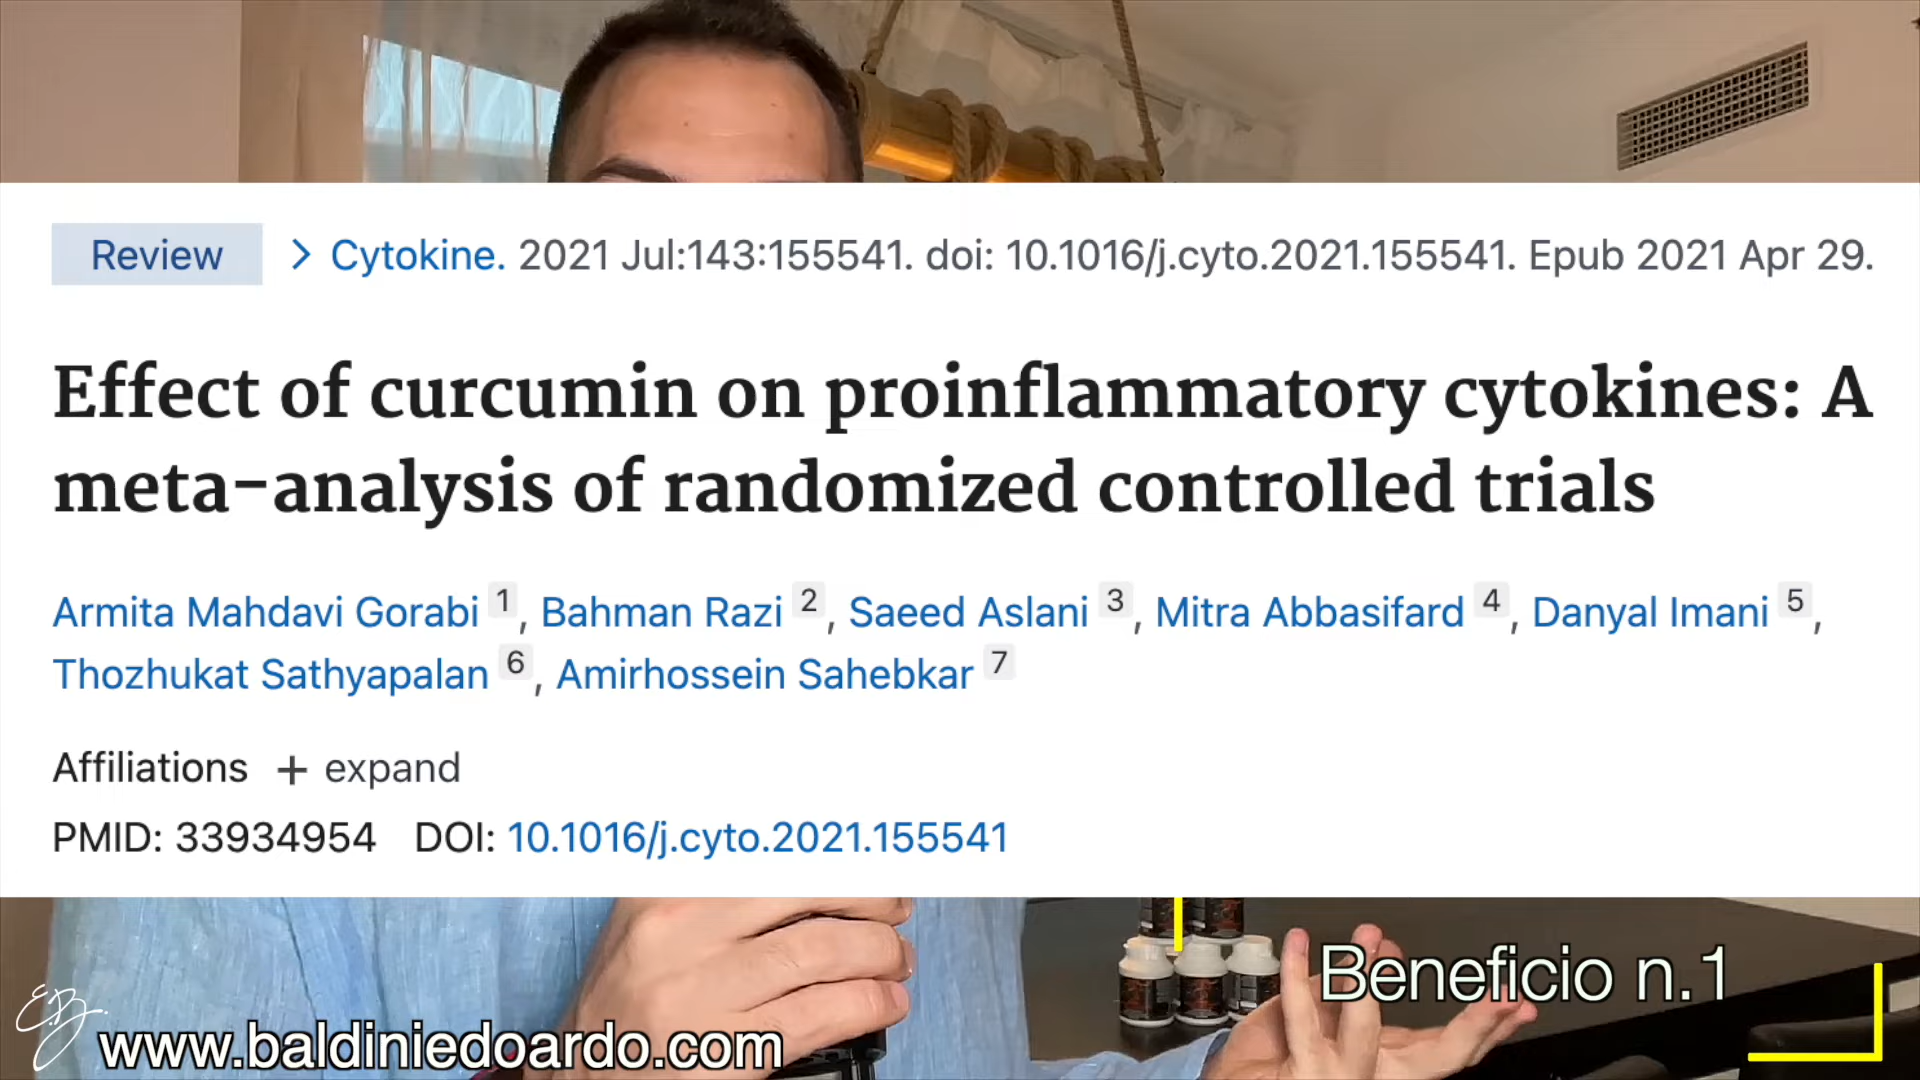 Review > Cytokine. 2021 Jul:143:155541. doi: 10.1016/j.cyto.2021.155541. Epub 2021 Apr 29.
Effect of curcumin on proinflammatory cytokines: A
meta-analysis of randomized controlled trials
Armita Mahdavi Gorabi 1, Bahman Razi 2, Saeed Aslani 3, Mitra Abbasifard 4, Danyal Imani 5,
Thozhukat Sathyapalan 6, Amirhossein Sahebkar 7
Affiliations + expand
PMID: 33934954 DOI: 10.1016/j.cyto.2021.155541
Beneficio n.1
E.B.
www.baldiniedoardo.com